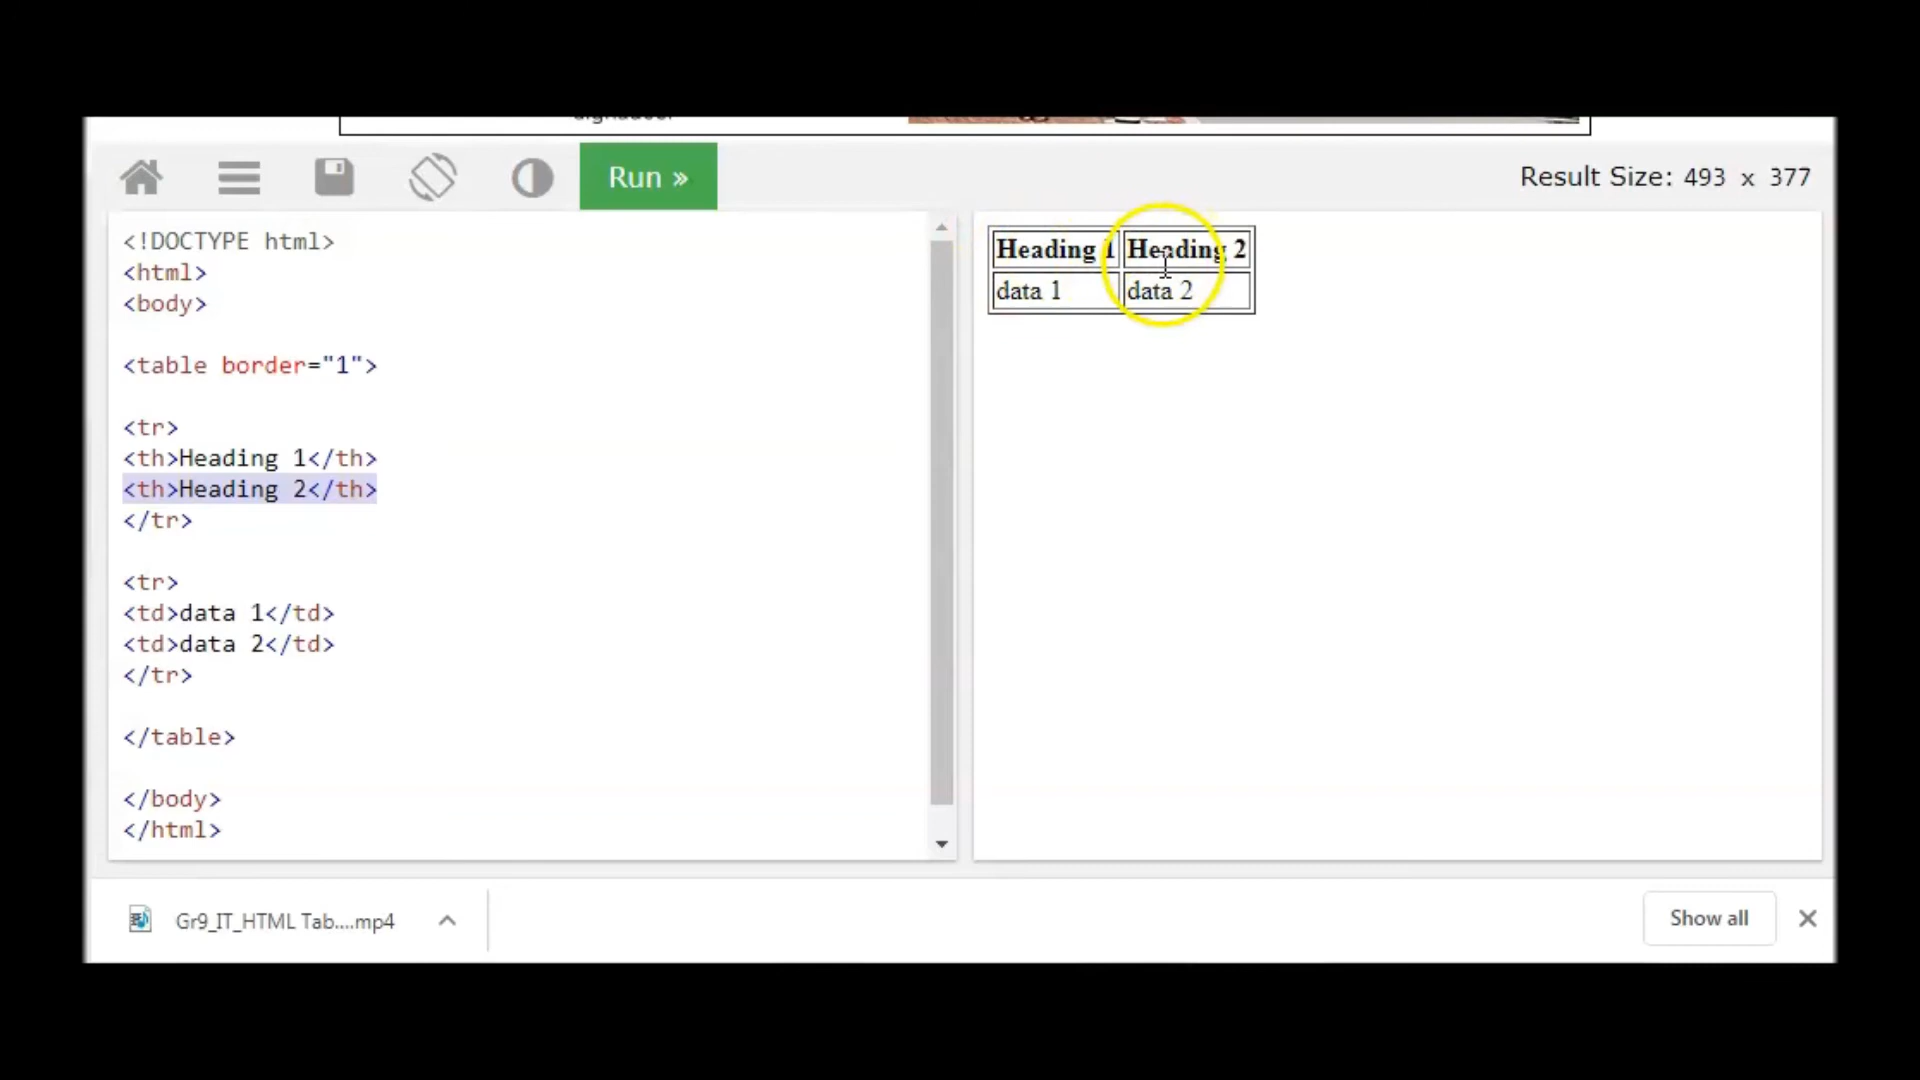 Run »
Result Size: 493 x 377
<!DOCTYPE html>
<html>
<body>
<table border="1">
<tr>
<th>Heading 1</th>
<th>Heading 2</th>
</tr>
<tr>
<td>data 1</td>
<td>data 2</td>
</tr>
</table>
</body>
</html>
Heading 1 Heading 2
data 1 data 2
Gr9_IT_HTML Tab....mp4
Show all